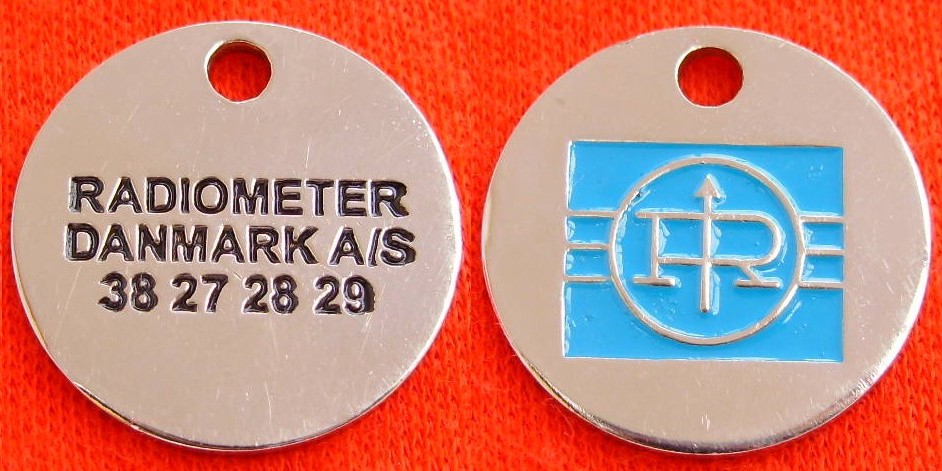 RADIOMETER
DANMARK A/S
38 27 28 29
R